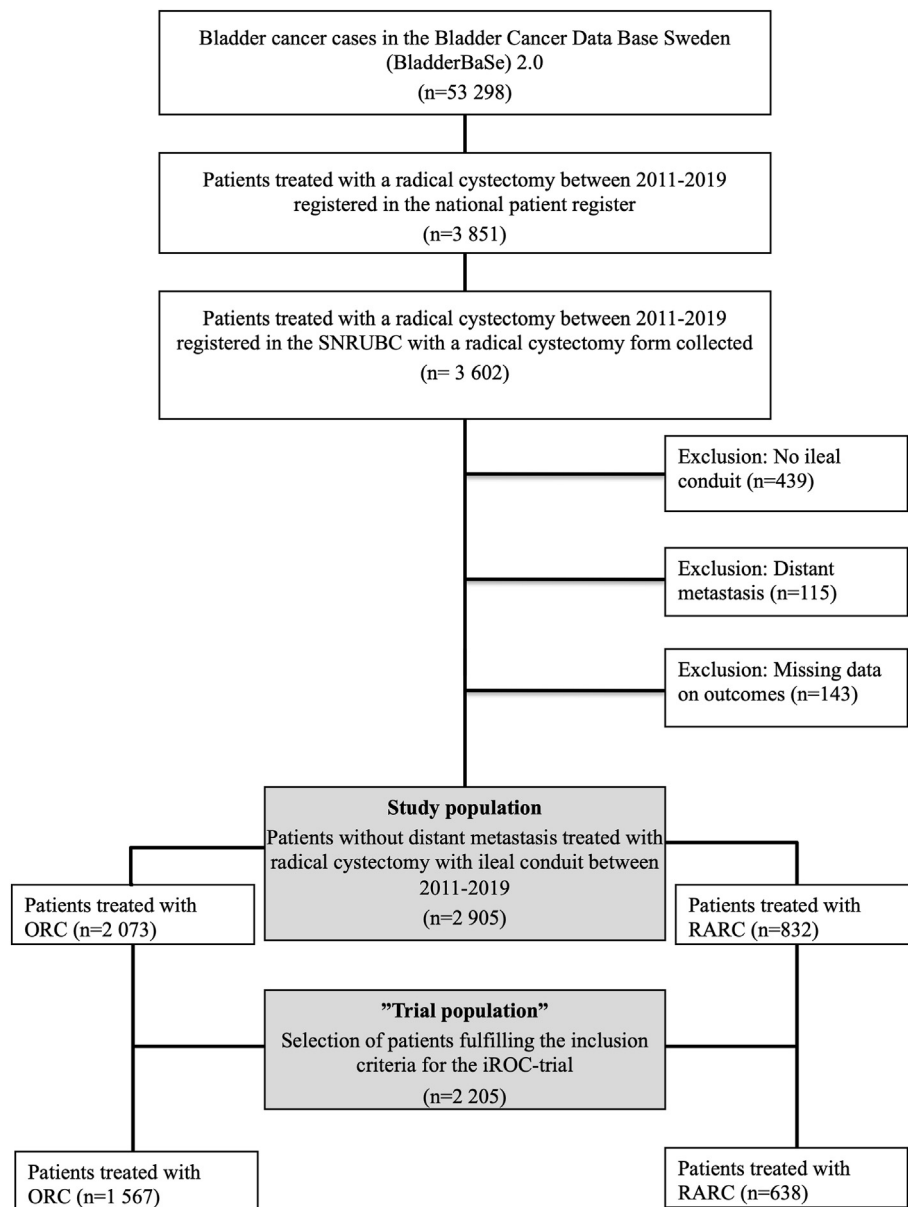 Bladder cancer cases in the Bladder Cancer Data Base Sweden
(BladderBaSe) 2.0
(n=53 298)
Patients treated with a radical cystectomy between 2011-2019
registered in the national patient register
(n=3 851)
Patients treated with a radical cystectomy between 2011-2019
registered in the SNRUBC with a radical cystectomy form collected
(n= 3 602)
Exclusion: No ileal
conduit (n=439)
Exclusion: Distant
metastasis (n=115)
Exclusion: Missing data
on outcomes (n=143)
Study population
Patients without distant metastasis treated with
radical cystectomy with ileal conduit between
2011-2019
(n=2 905)
Patients treated with
ORC (n=2 073)
Patients treated with
RARC (n=832)
”Trial population”
Selection of patients fulfilling the inclusion
criteria for the iROC-trial
(n=2 205)
Patients treated with
ORC (n=1 567)
Patients treated with
RARC (n=638)